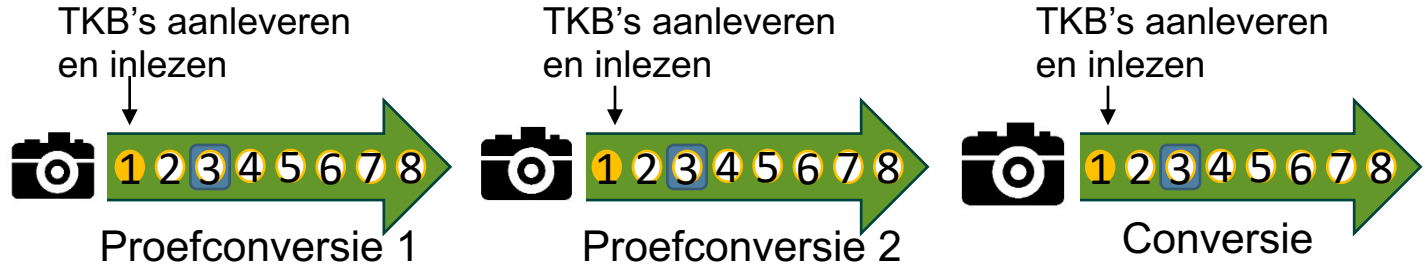 TKB’s aanleveren
en inlezen
1 2 3 4 5 6 7 8
Proefconversie 1
TKB’s aanleveren
en inlezen
1 2 3 4 5 6 7 8
Proefconversie 2
TKB’s aanleveren
en inlezen
1 2 3 4 5 6 7 8
Conversie